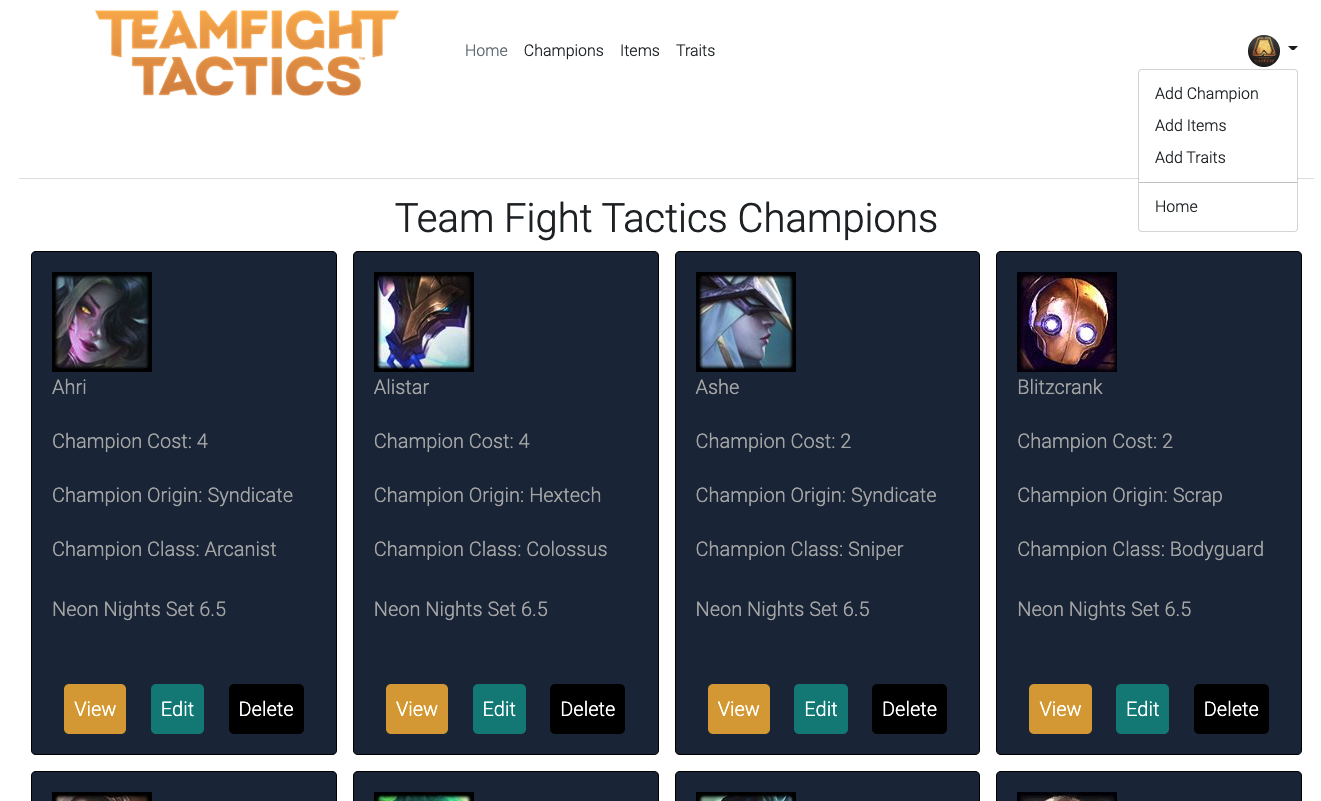 TEAMFIGHT
TACTICS™
Home Champions Items Traits
Add Champion
Add Items
Add Traits
Home
Team Fight Tactics Champions
Ahri
Champion Cost: 4
Champion Origin: Syndicate
Champion Class: Arcanist
Neon Nights Set 6.5
View Edit Delete
Alistar
Champion Cost: 4
Champion Origin: Hextech
Champion Class: Colossus
Neon Nights Set 6.5
View Edit Delete
Ashe
Champion Cost: 2
Champion Origin: Syndicate
Champion Class: Sniper
Neon Nights Set 6.5
View Edit Delete
Blitzcrank
Champion Cost: 2
Champion Origin: Scrap
Champion Class: Bodyguard
Neon Nights Set 6.5
View Edit Delete